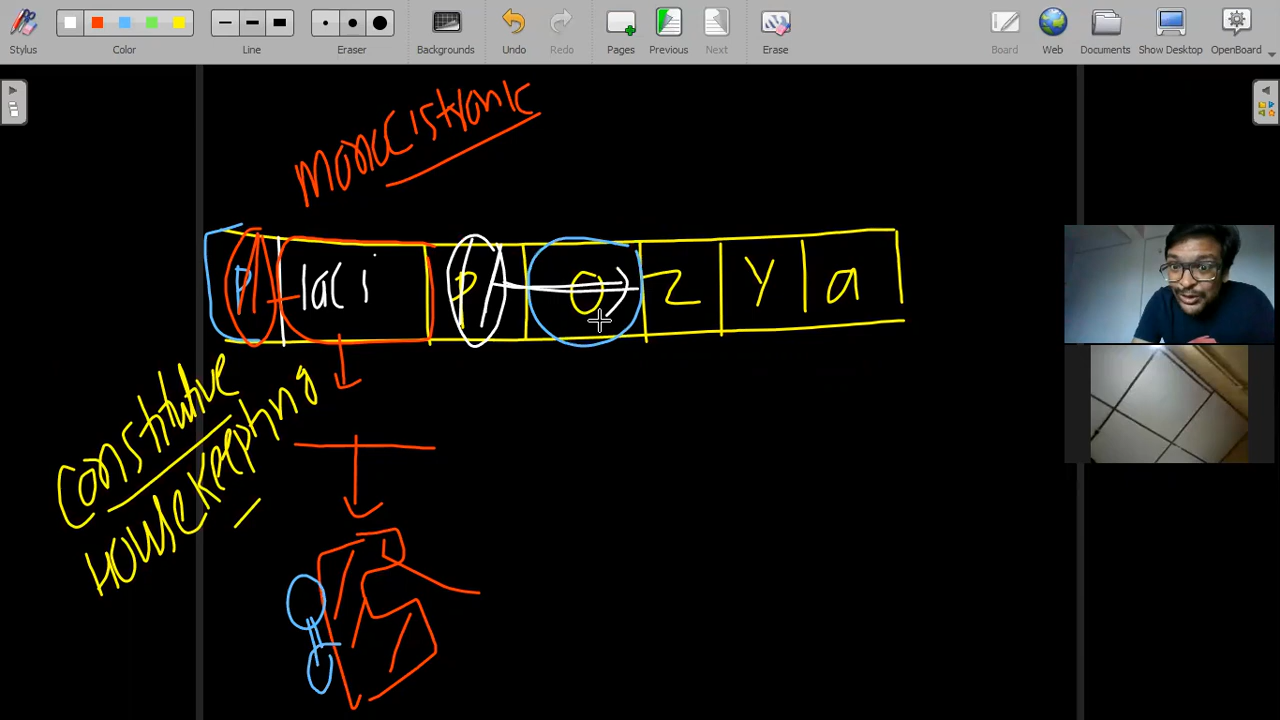 Stylus Color Line Eraser Backgrounds Undo Redo Pages Previous Next Erase Board Web Documents Show Desktop OpenBoard
monocistronic
P laci P O Z Y a
Constitutive
Housekeeping